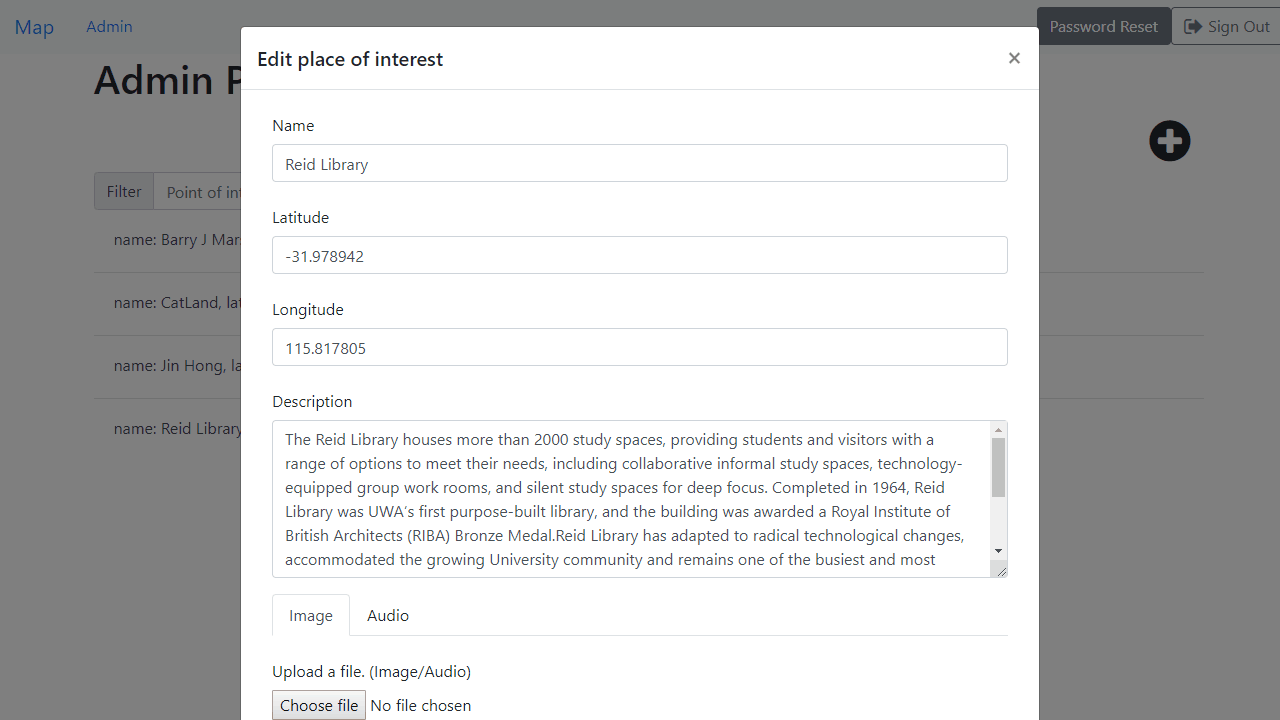 Map
Admin
Password Reset
Sign Out
Admin
Edit place of interest
×
Name
Reid Library
Filter
Point of
name: Barry J
Latitude
-31.978942
name: CatLand,
Longitude
115.817805
name: Jin Hong,
Description
name: Reid Library
The Reid Library houses more than 2000 study spaces, providing students and visitors with a
range of options to meet their needs, including collaborative informal study spaces, technology-
equipped group work rooms, and silent study spaces for deep focus. Completed in 1964, Reid
Library was UWA's first purpose-built library, and the building was awarded a Royal Institute of
British Architects (RIBA) Bronze Medal.Reid Library has adapted to radical technological changes,
accommodated the growing University community and remains one of the busiest and most
Image
Audio
Upload a file. (Image/Audio)
Choose file No file chosen